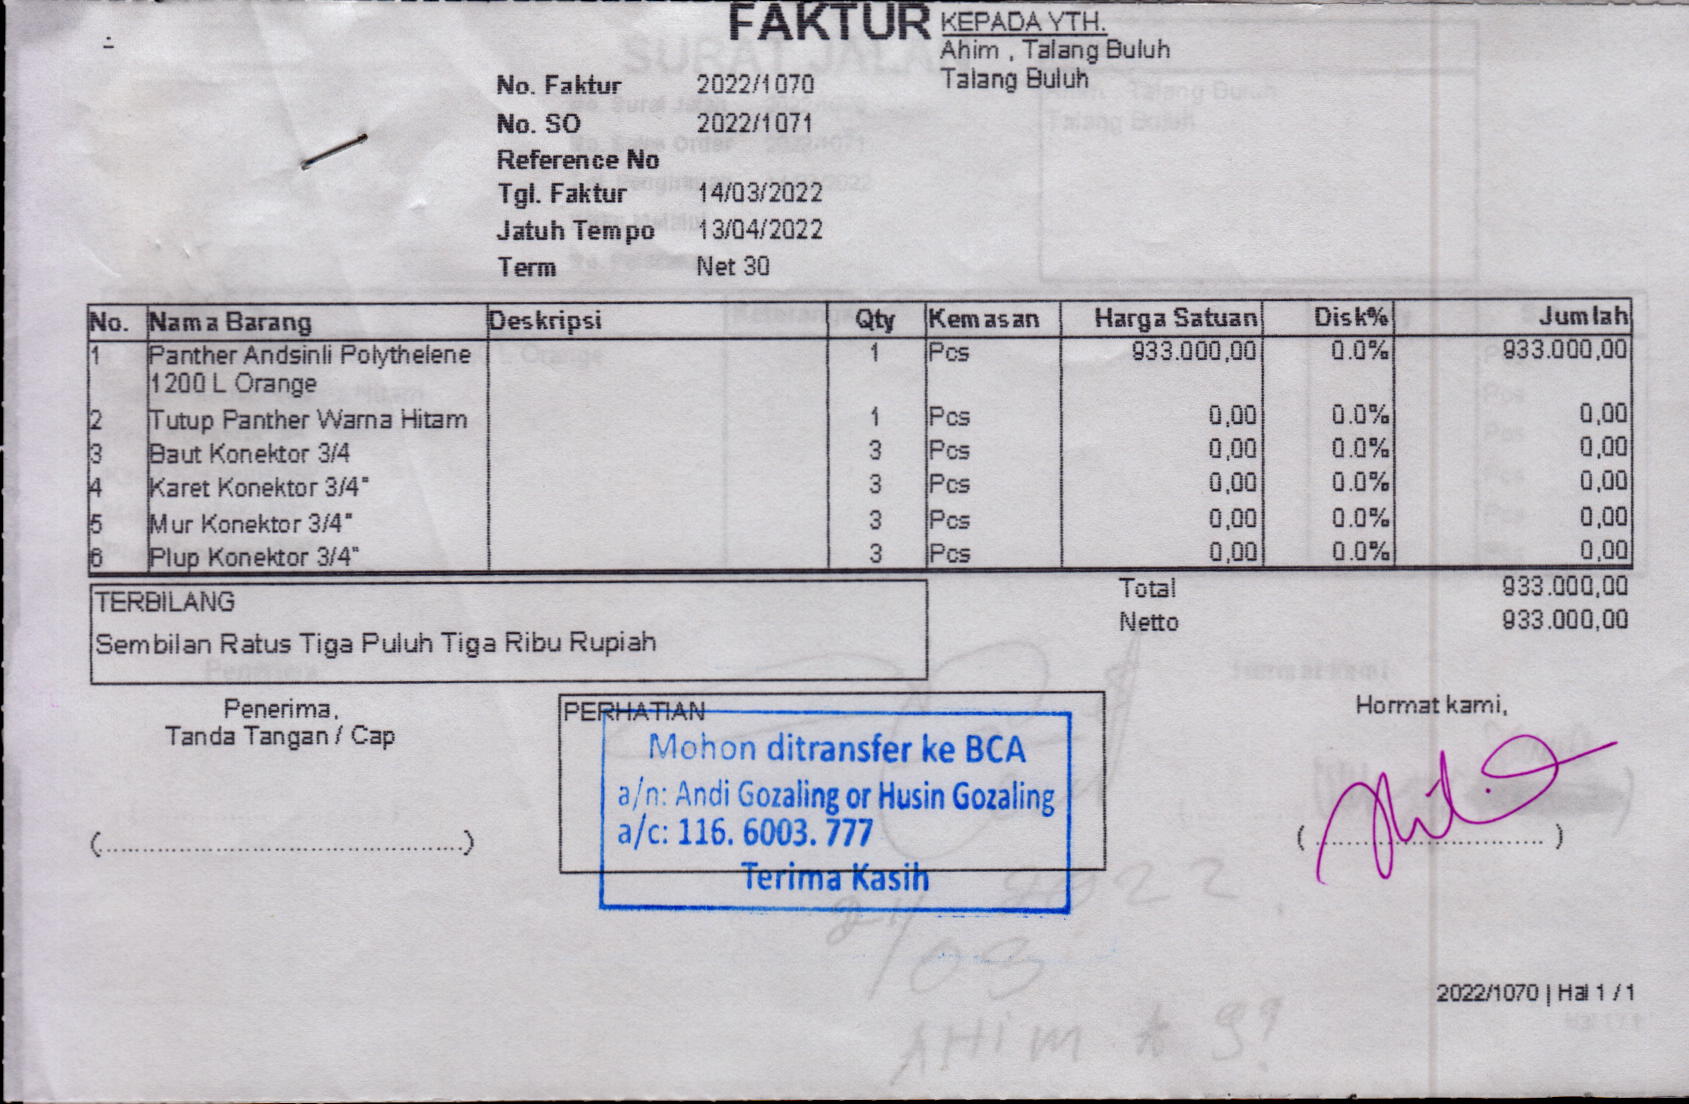 FAKTUR
KEPADA YTH.
Ahim , Talang Buluh
Talang Buluh
No. Faktur 2022/1070
No. SO 2022/1071
Reference No
Tgl. Faktur 14/03/2022
Jatuh Tempo 13/04/2022
Term Net 30
No. Nama Barang Deskripsi Qty Kemasan Harga Satuan Disk% Jumlah
1 Panther Andsinli Polythelene 1 Pcs 933.000,00 0.0% 933.000,00
1200 L Orange
2 Tutup Panther Warna Hitam 1 Pcs 0,00 0.0% 0,00
3 Baut Konektor 3/4 3 Pcs 0,00 0.0% 0,00
4 Karet Konektor 3/4" 3 Pcs 0,00 0.0% 0,00
5 Mur Konektor 3/4" 3 Pcs 0,00 0.0% 0,00
6 Plup Konektor 3/4" 3 Pcs 0,00 0.0% 0,00
Total 933.000,00
Netto 933.000,00
TERBILANG
Sembilan Ratus Tiga Puluh Tiga Ribu Rupiah
Penerima,
Tanda Tangan / Cap
(.................................................)
PERHATIAN
Mohon ditransfer ke BCA
a/n: Andi Gozaling or Husin Gozaling
a/c: 116. 6003. 777
Terima Kasih
Hormat kami,
(.................................)
2022
03
AHim
2022/1070 | Hal 1 / 1